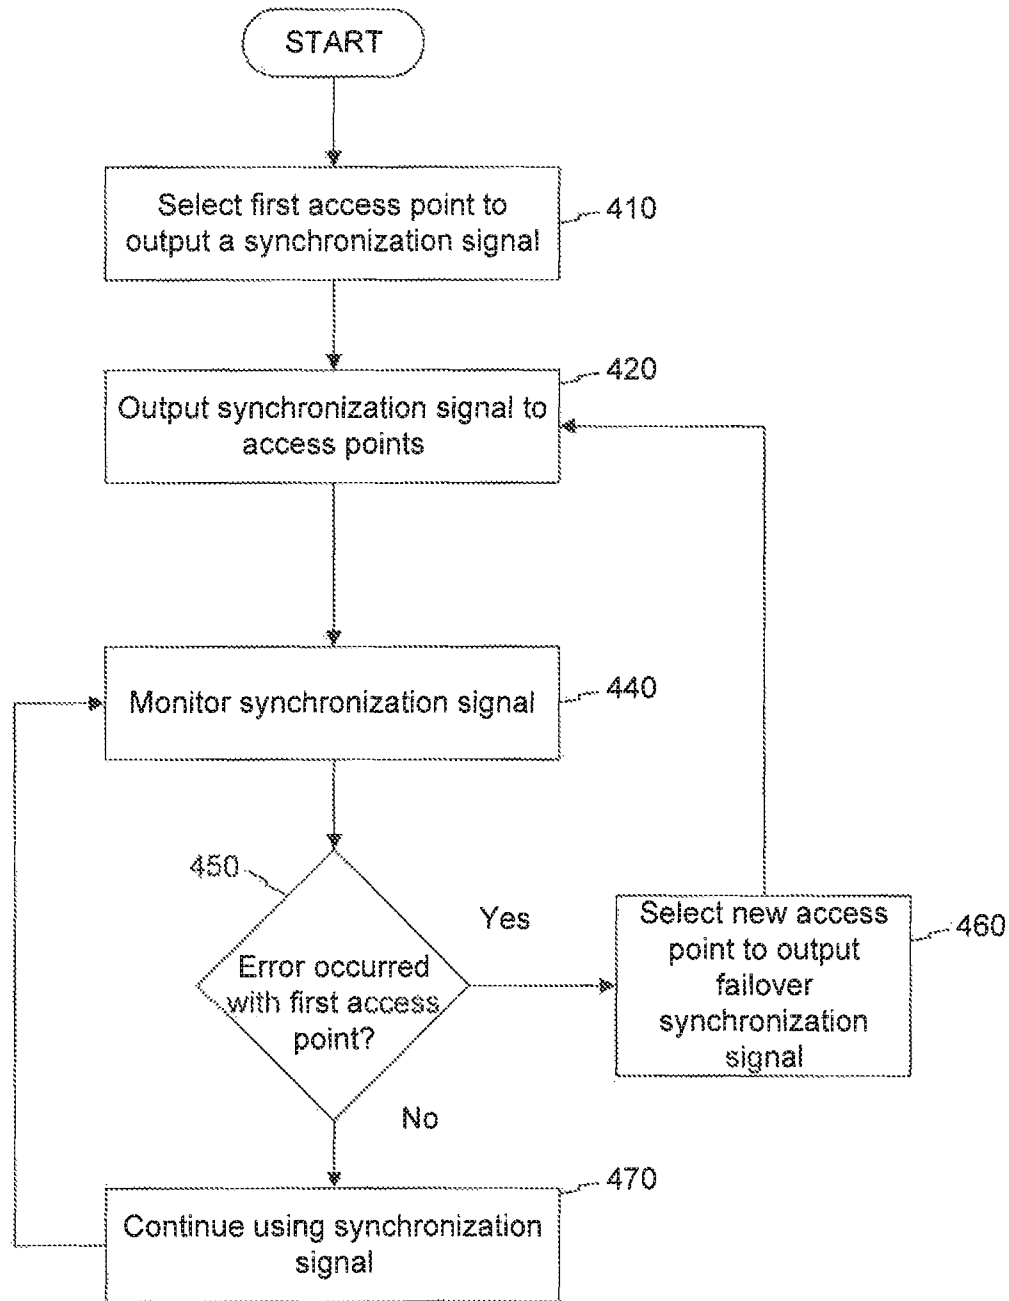 START
Select first access point to
output a synchronization signal
410
420
Output synchronization signal to
access points
Monitor synchronization signal
440
450
Yes
Error occurred
with first access
point?
Select new access
point to output
failover
synchronization
signal
460
No
470
Continue using synchronization
signal